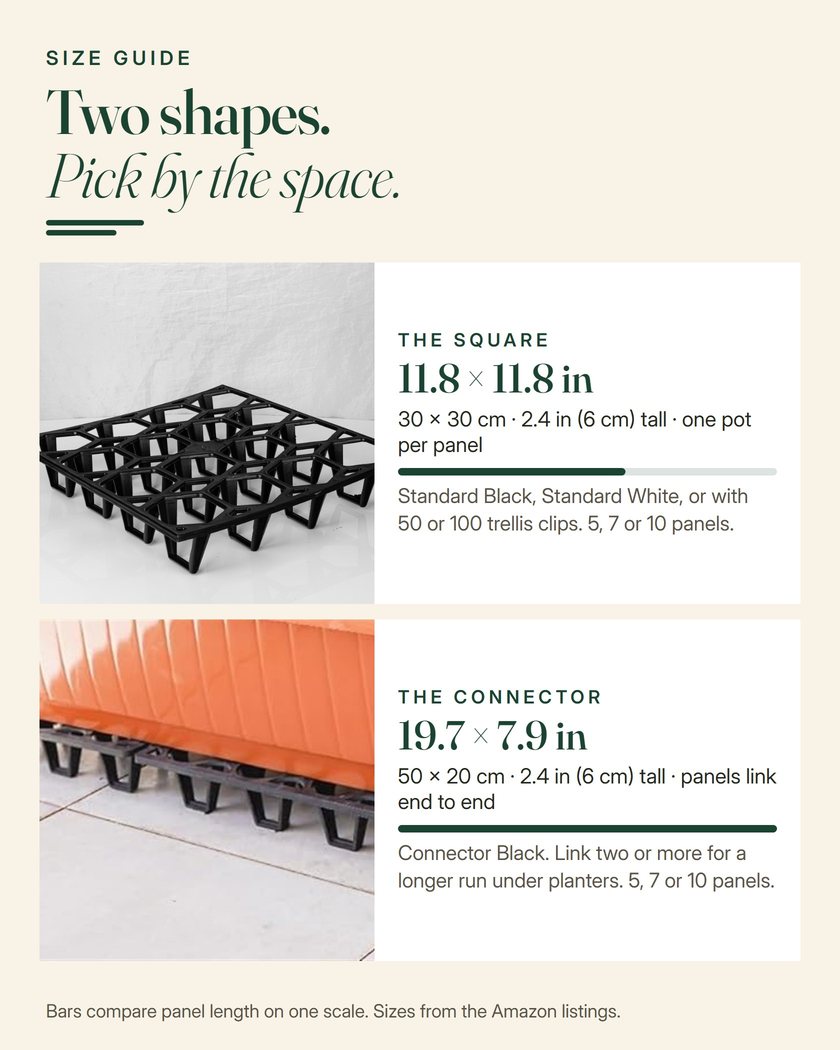 SIZE GUIDE
Two shapes.
Pick by the space.
THE SQUARE
11.8 × 11.8 in
30 × 30 cm · 2.4 in (6 cm) tall · one pot
per panel
Standard Black, Standard White, or with
50 or 100 trellis clips. 5, 7 or 10 panels.
THE CONNECTOR
19.7 × 7.9 in
50 × 20 cm · 2.4 in (6 cm) tall · panels link
end to end
Connector Black. Link two or more for a
longer run under planters. 5, 7 or 10 panels.
Bars compare panel length on one scale. Sizes from the Amazon listings.